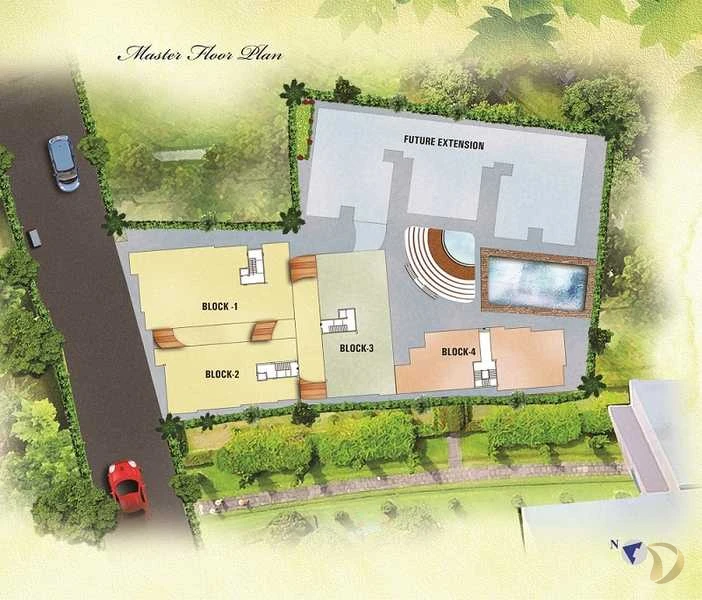 Master Floor Plan
FUTURE EXTENSION
BLOCK -1
BLOCK-2
BLOCK-3
BLOCK-4
N